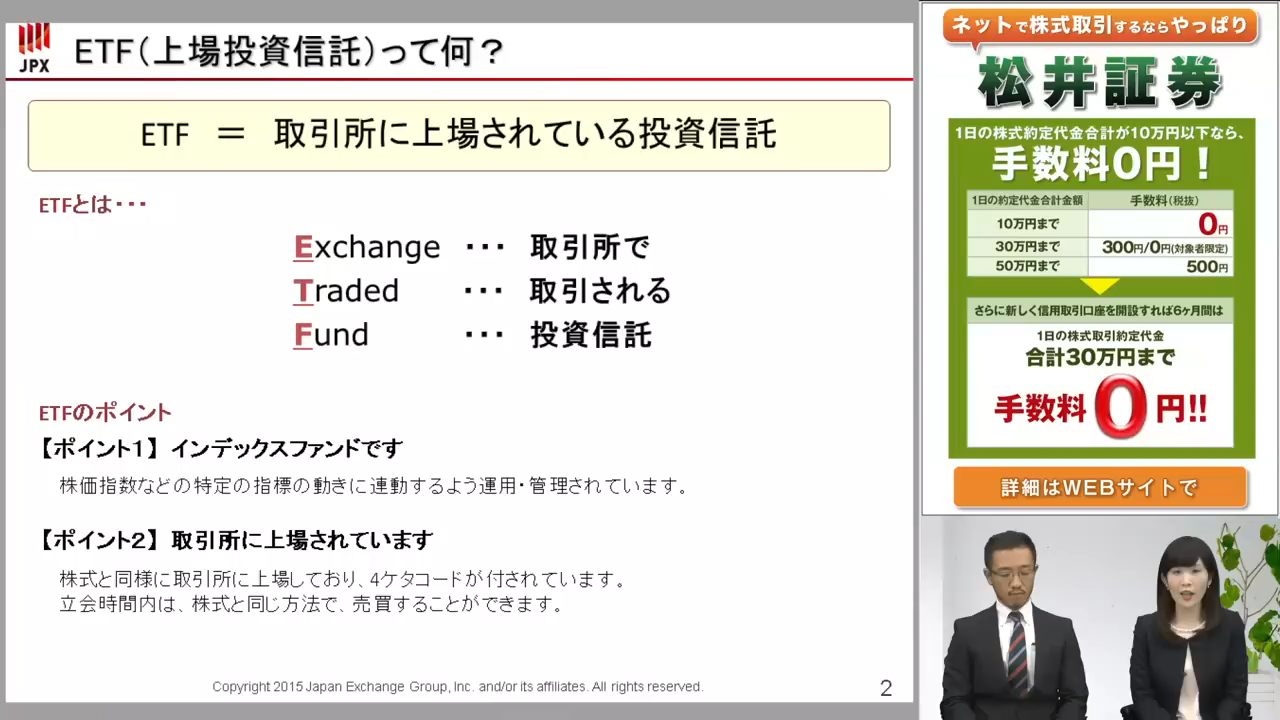 JPX
ETF(上場投資信託)って何？
ETF ＝ 取引所に上場されている投資信託
ETFとは・・・
Exchange ・・・ 取引所で
Traded ・・・ 取引される
Fund ・・・ 投資信託
ETFのポイント
【ポイント１】 インデックスファンドです
株価指数などの特定の指標の動きに連動するよう運用・管理されています。
【ポイント２】 取引所に上場されています
株式と同様に取引所に上場しており、4ケタコードが付されています。
立会時間内は、株式と同じ方法で、売買することができます。
Copyright 2015 Japan Exchange Group, Inc. and/or its affiliates. All rights reserved.
2
ネットで株式取引するならやっぱり
松井証券
1日の株式約定代金合計が10万円以下なら、
手数料0円！
1日の約定代金合計金額 手数料(税抜)
10万円まで 0円
30万円まで 300円/0円(対象者限定)
50万円まで 500円
さらに新しく信用取引口座を開設すれば6ヶ月間は
1日の株式取引約定代金
合計30万円まで
手数料0円!!
詳細はWEBサイトで